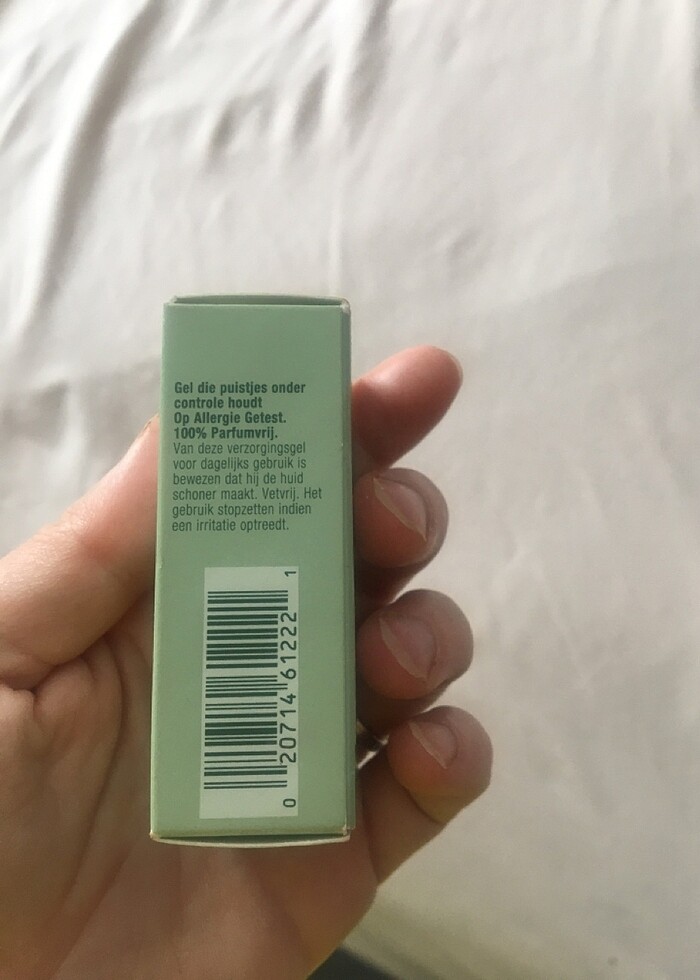 Gel die puistjes onder
controle houdt
Op Allergie Getest.
100% Parfumvrij.
Van deze verzorgingsgel
voor dagelijks gebruik is
bewezen dat hij de huid
schoner maakt. Vetvrij. Het
gebruik stopzetten indien
een irritatie optreedt.
0 20714 61222 1